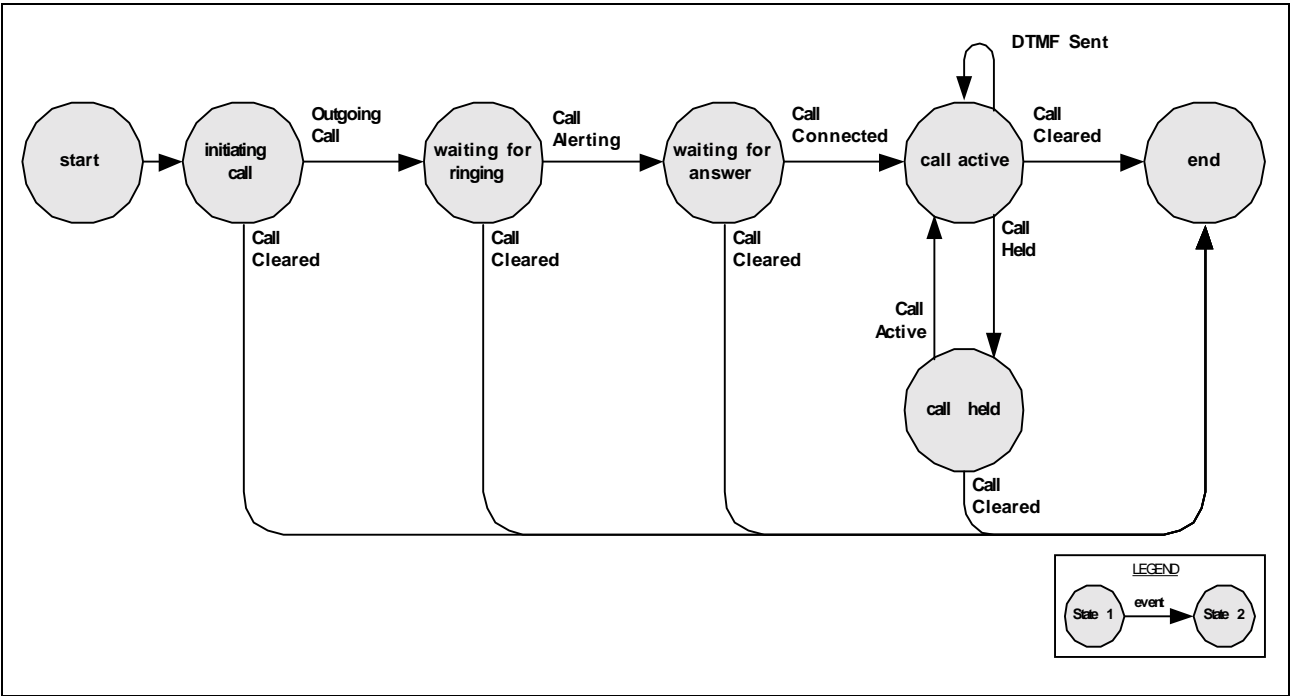 DTMF Sent
start
initiating
call
Outgoing
Call
waiting for
ringing
Call
Alerting
waiting for
answer
Call
Connected
call active
Call
Cleared
end
Call
Cleared
Call
Cleared
Call
Cleared
Call
Held
Call
Active
call held
Call
Cleared
LEGEND
State 1
event
State 2